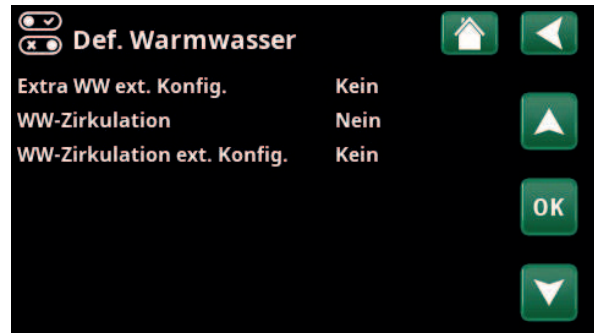 Def. Warmwasser
Extra WW ext. Konfig. Kein
WW-Zirkulation Nein
WW-Zirkulation ext. Konfig. Kein
OK